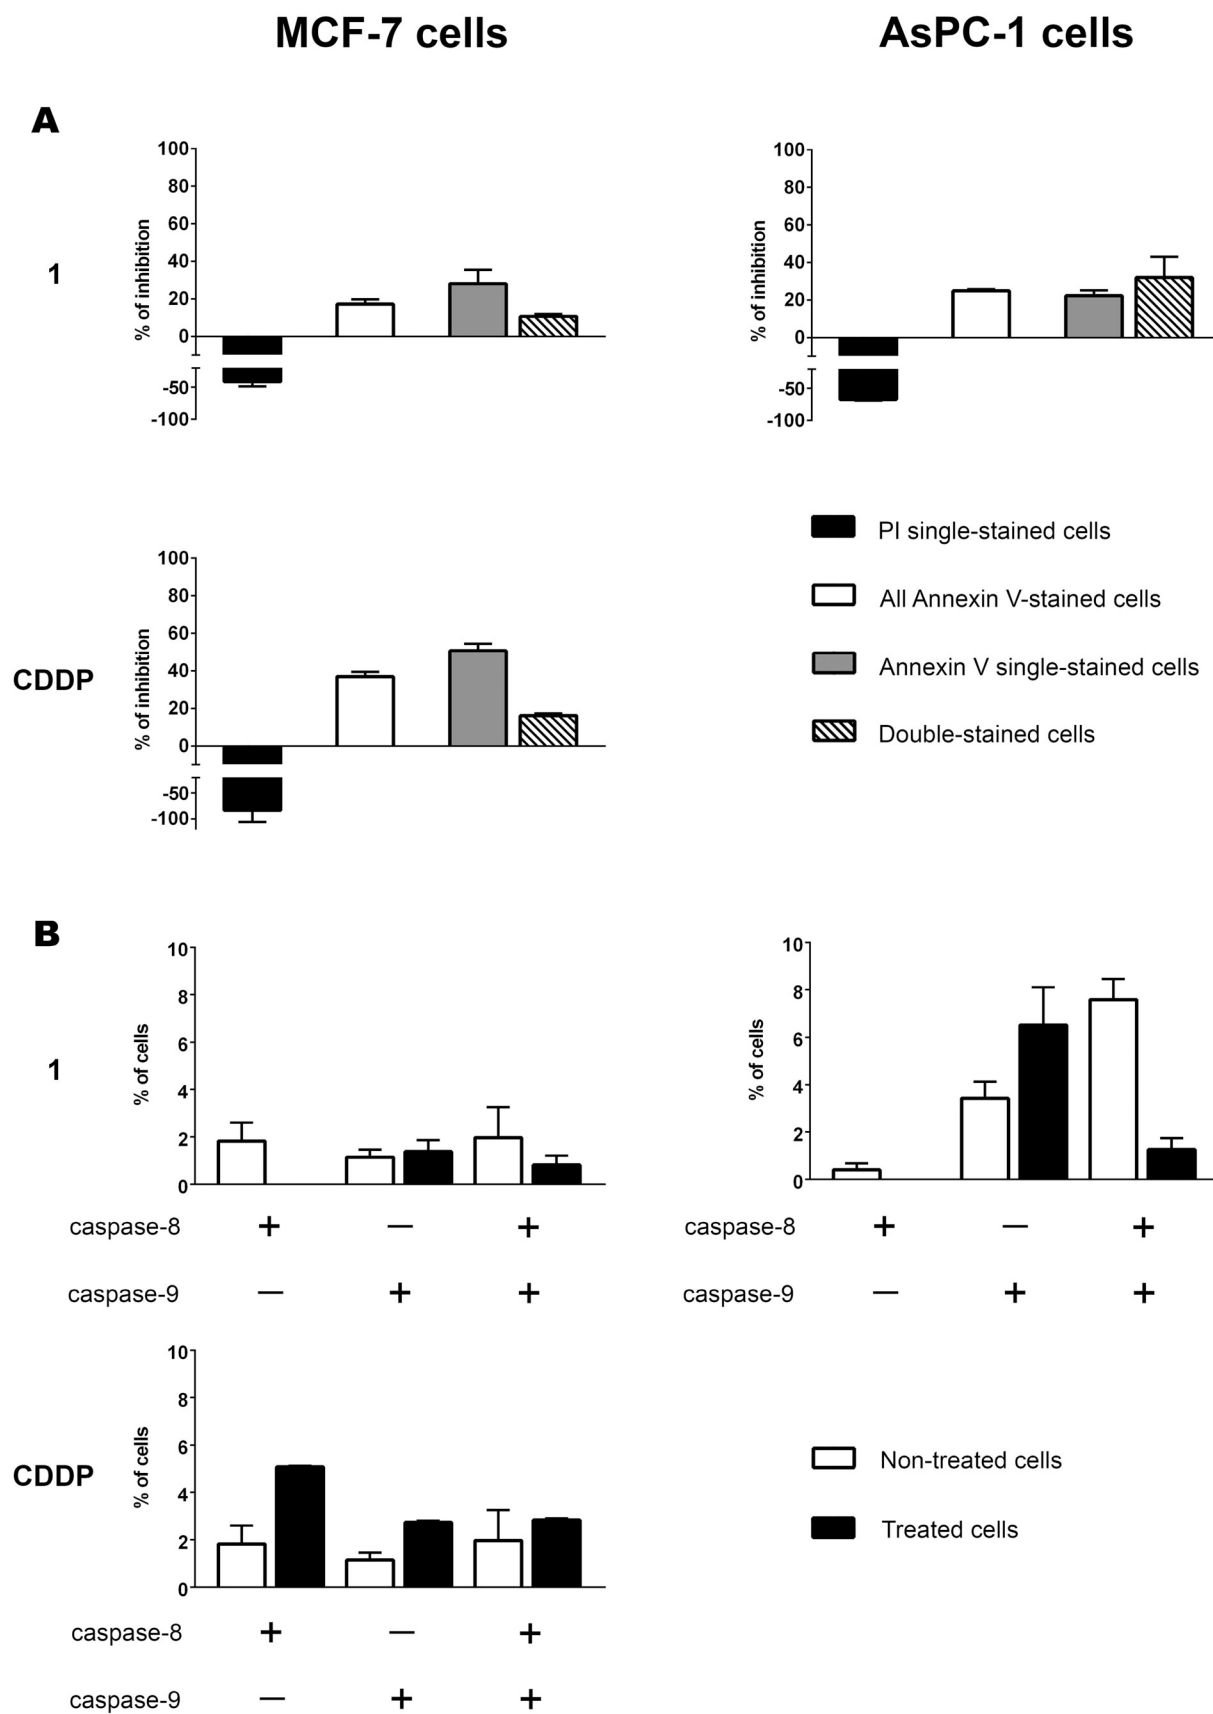 MCF-7 cells
AsPC-1 cells
A
1
% of inhibition
100
80
60
40
20
0
-50
-100
% of inhibition
100
80
60
40
20
0
-50
-100
CDDP
% of inhibition
100
80
60
40
20
0
-50
-100
PI single-stained cells
All Annexin V-stained cells
Annexin V single-stained cells
Double-stained cells
B
1
% of cells
10
8
6
4
2
0
caspase-8 + — +
caspase-9 — + +
% of cells
10
8
6
4
2
0
caspase-8 + — +
caspase-9 — + +
CDDP
% of cells
10
8
6
4
2
0
caspase-8 + — +
caspase-9 — + +
Non-treated cells
Treated cells